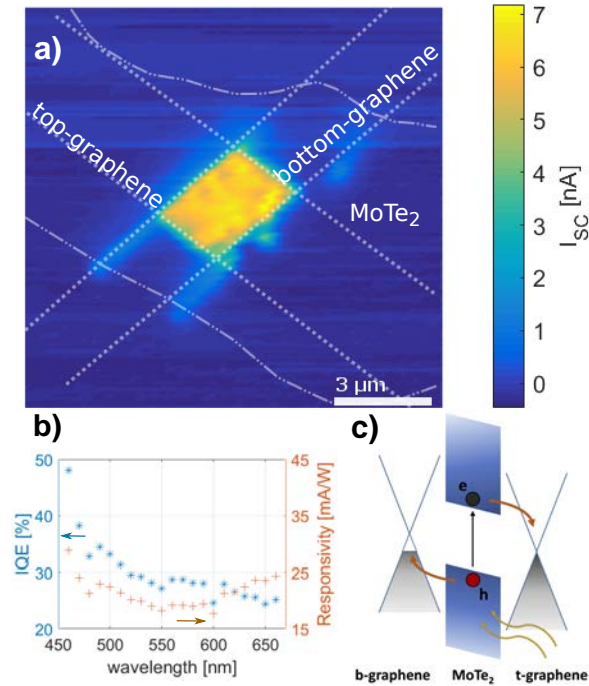 a)
top-graphene
bottom-graphene
MoTe₂
3 µm
7
6
5
4
3
2
1
0
I_SC [nA]
b)
50
40
30
20
IQE [%]
45
35
25
15
Responsivity [mA/W]
450 500 550 600 650
wavelength [nm]
c)
e
h
b-graphene MoTe₂ t-graphene